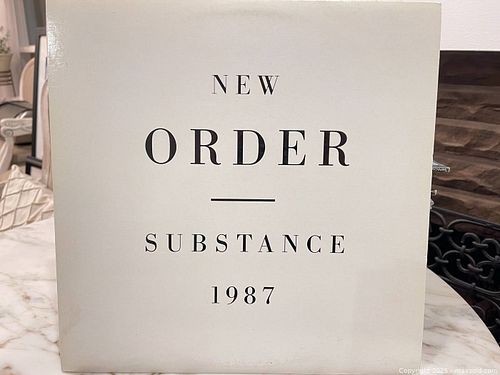 NEW
ORDER
SUBSTANCE
1987